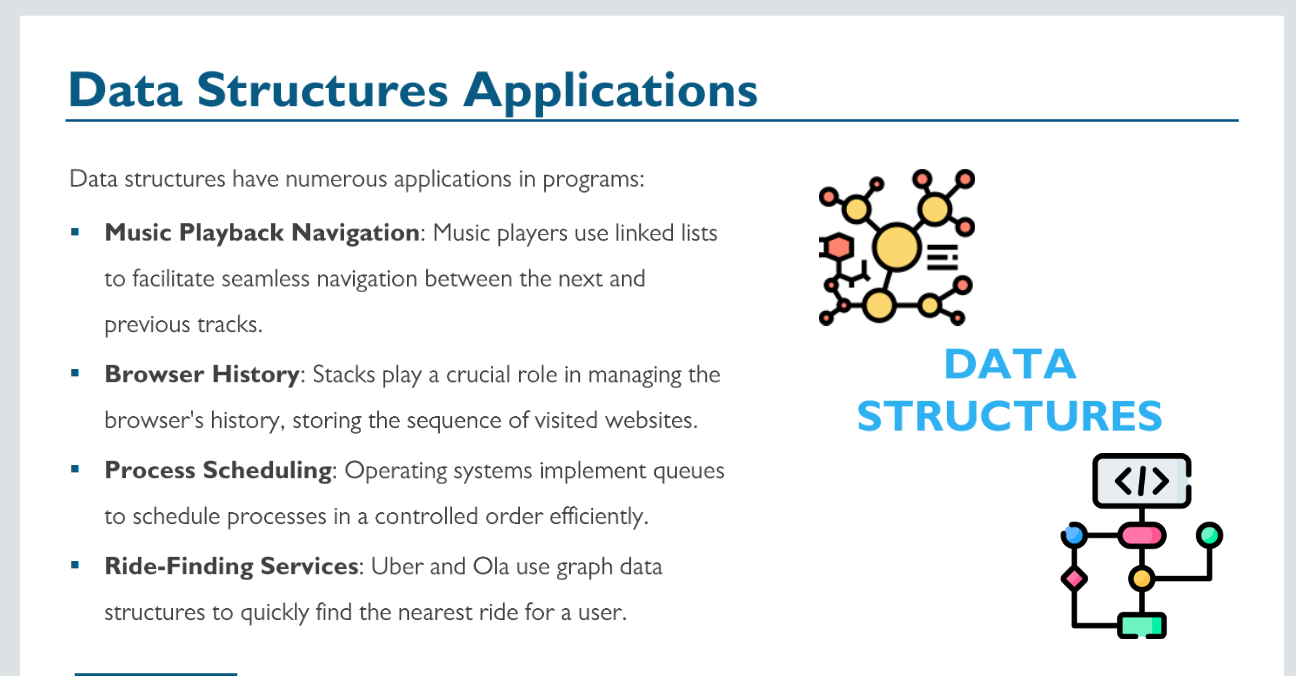 Data Structures Applications
Data structures have numerous applications in programs:
▪ Music Playback Navigation: Music players use linked lists
to facilitate seamless navigation between the next and
previous tracks.
▪ Browser History: Stacks play a crucial role in managing the
browser's history, storing the sequence of visited websites.
▪ Process Scheduling: Operating systems implement queues
to schedule processes in a controlled order efficiently.
▪ Ride-Finding Services: Uber and Ola use graph data
structures to quickly find the nearest ride for a user.
DATA
STRUCTURES
</>